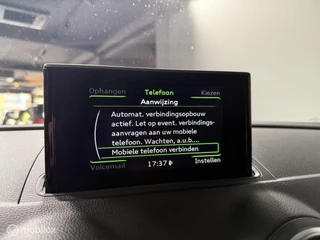 Ophangen Telefoon Kiezen
Aanwijzing
Automat. verbindingsopbouw
actief. Let op event. verbindings-
aanvragen aan uw mobiele
telefoon. Wachten, a.u.b....
Mobiele telefoon verbinden
Voicemail 17:37 Instellen
Marktplaats